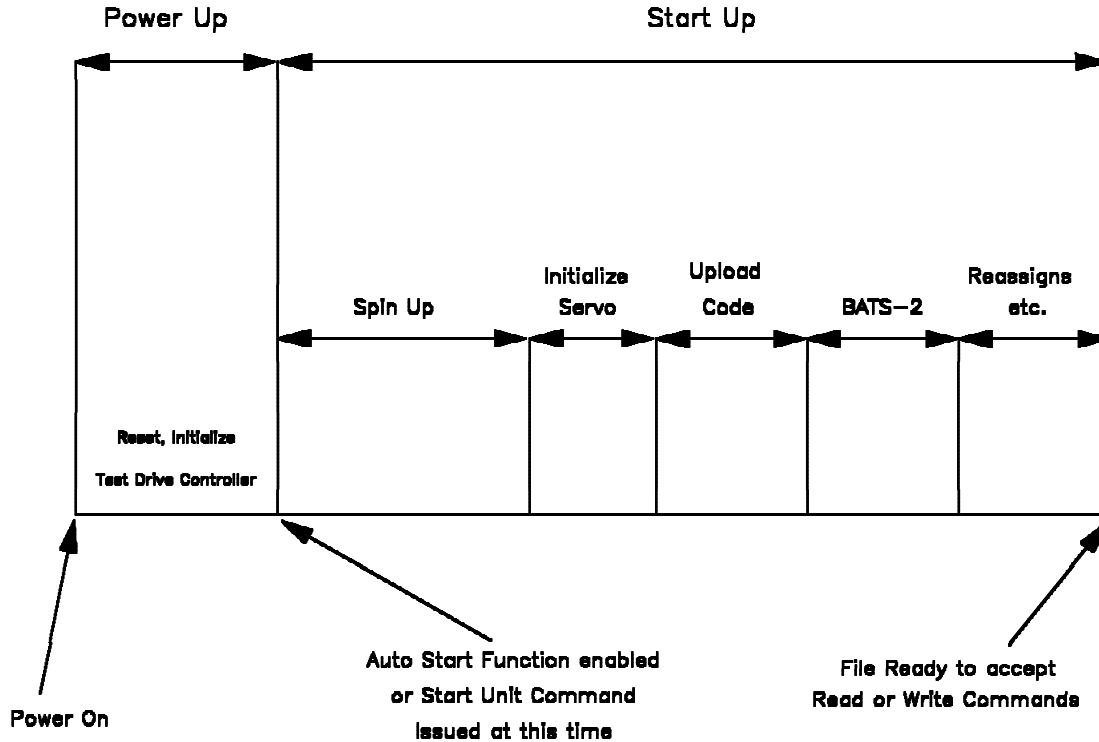 Power Up
Start Up
Initialize
Servo
Upload
Code
Reassigns
etc.
Spin Up
BATS-2
Reset, Initialize
Test Drive Controller
Auto Start Function enabled
or Start Unit Command
Issued at this time
File Ready to accept
Read or Write Commands
Power On